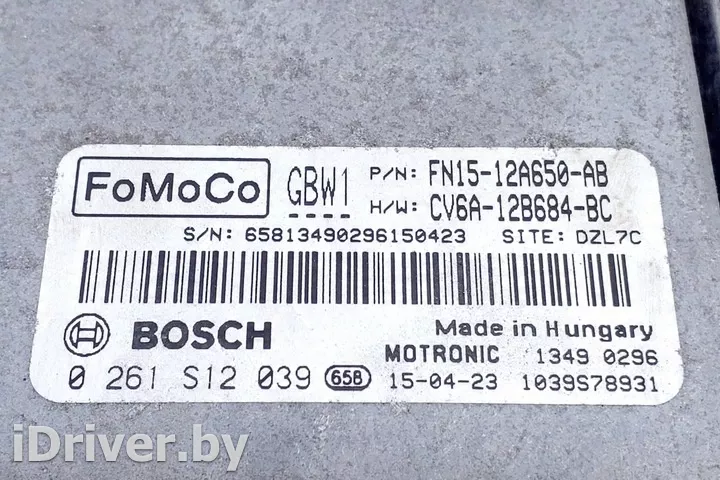 FoMoCo GBW1 P/N: FN15-12A650-AB
H/W: CV6A-12B684-BC
S/N: 65813490296150423 SITE: DZL7C
BOSCH Made in Hungary
MOTRONIC 1349 0296
0 261 S12 039 658 15-04-23 1039S78931
iDriver.by